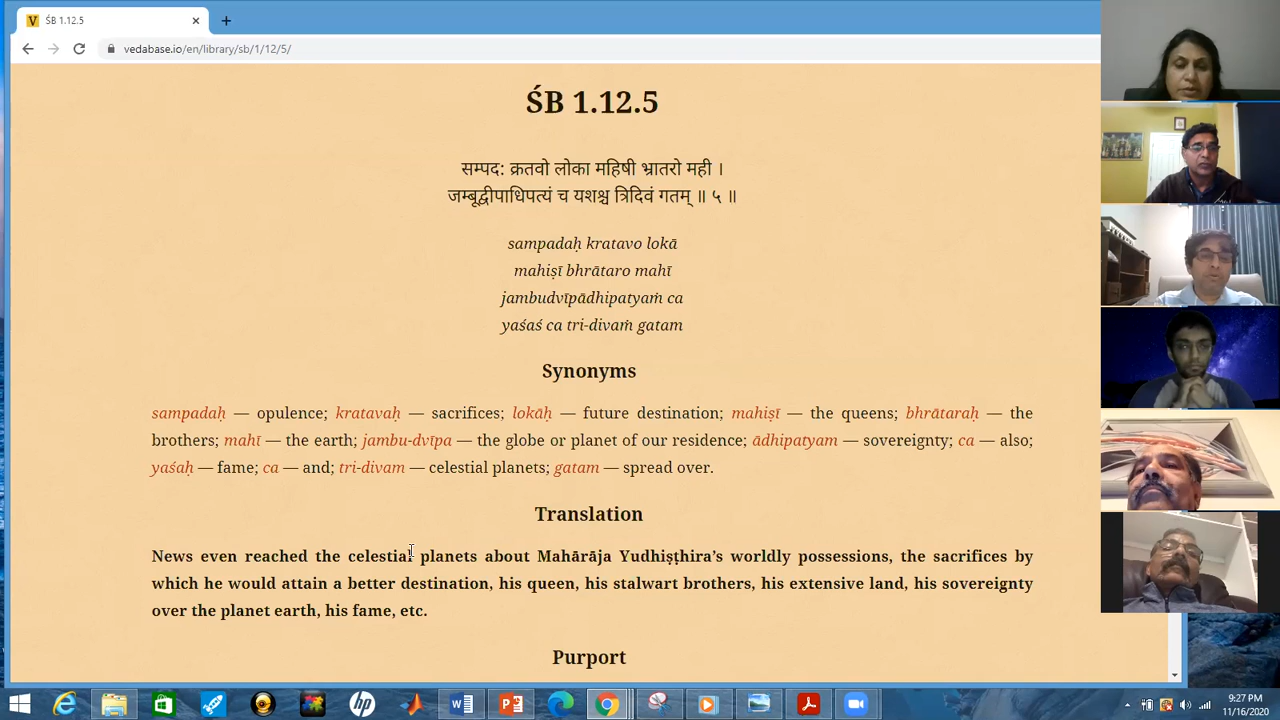 ŚB 1.12.5
vedabase.io/en/library/sb/1/12/5/
ŚB 1.12.5
सम्पद: क्रतवो लोका महिषी भ्रातरो मही ।
जम्बूद्वीपाधिपत्यं च यशश्च त्रिदिवं गतम् ॥ ५ ॥
sampadaḥ kratavo lokā
mahiṣī bhrātaro mahī
jambudvīpādhipatyaṁ ca
yaśaś ca tri-divaṁ gatam
Synonyms
sampadaḥ — opulence; kratavaḥ — sacrifices; lokāḥ — future destination; mahiṣī — the queens; bhrātaraḥ — the
brothers; mahī — the earth; jambu-dvīpa — the globe or planet of our residence; ādhipatyam — sovereignty; ca — also;
yaśaḥ — fame; ca — and; tri-divam — celestial planets; gatam — spread over.
Translation
News even reached the celestial planets about Mahārāja Yudhiṣṭhira’s worldly possessions, the sacrifices by
which he would attain a better destination, his queen, his stalwart brothers, his extensive land, his sovereignty
over the planet earth, his fame, etc.
Purport
9:27 PM
11/16/2020